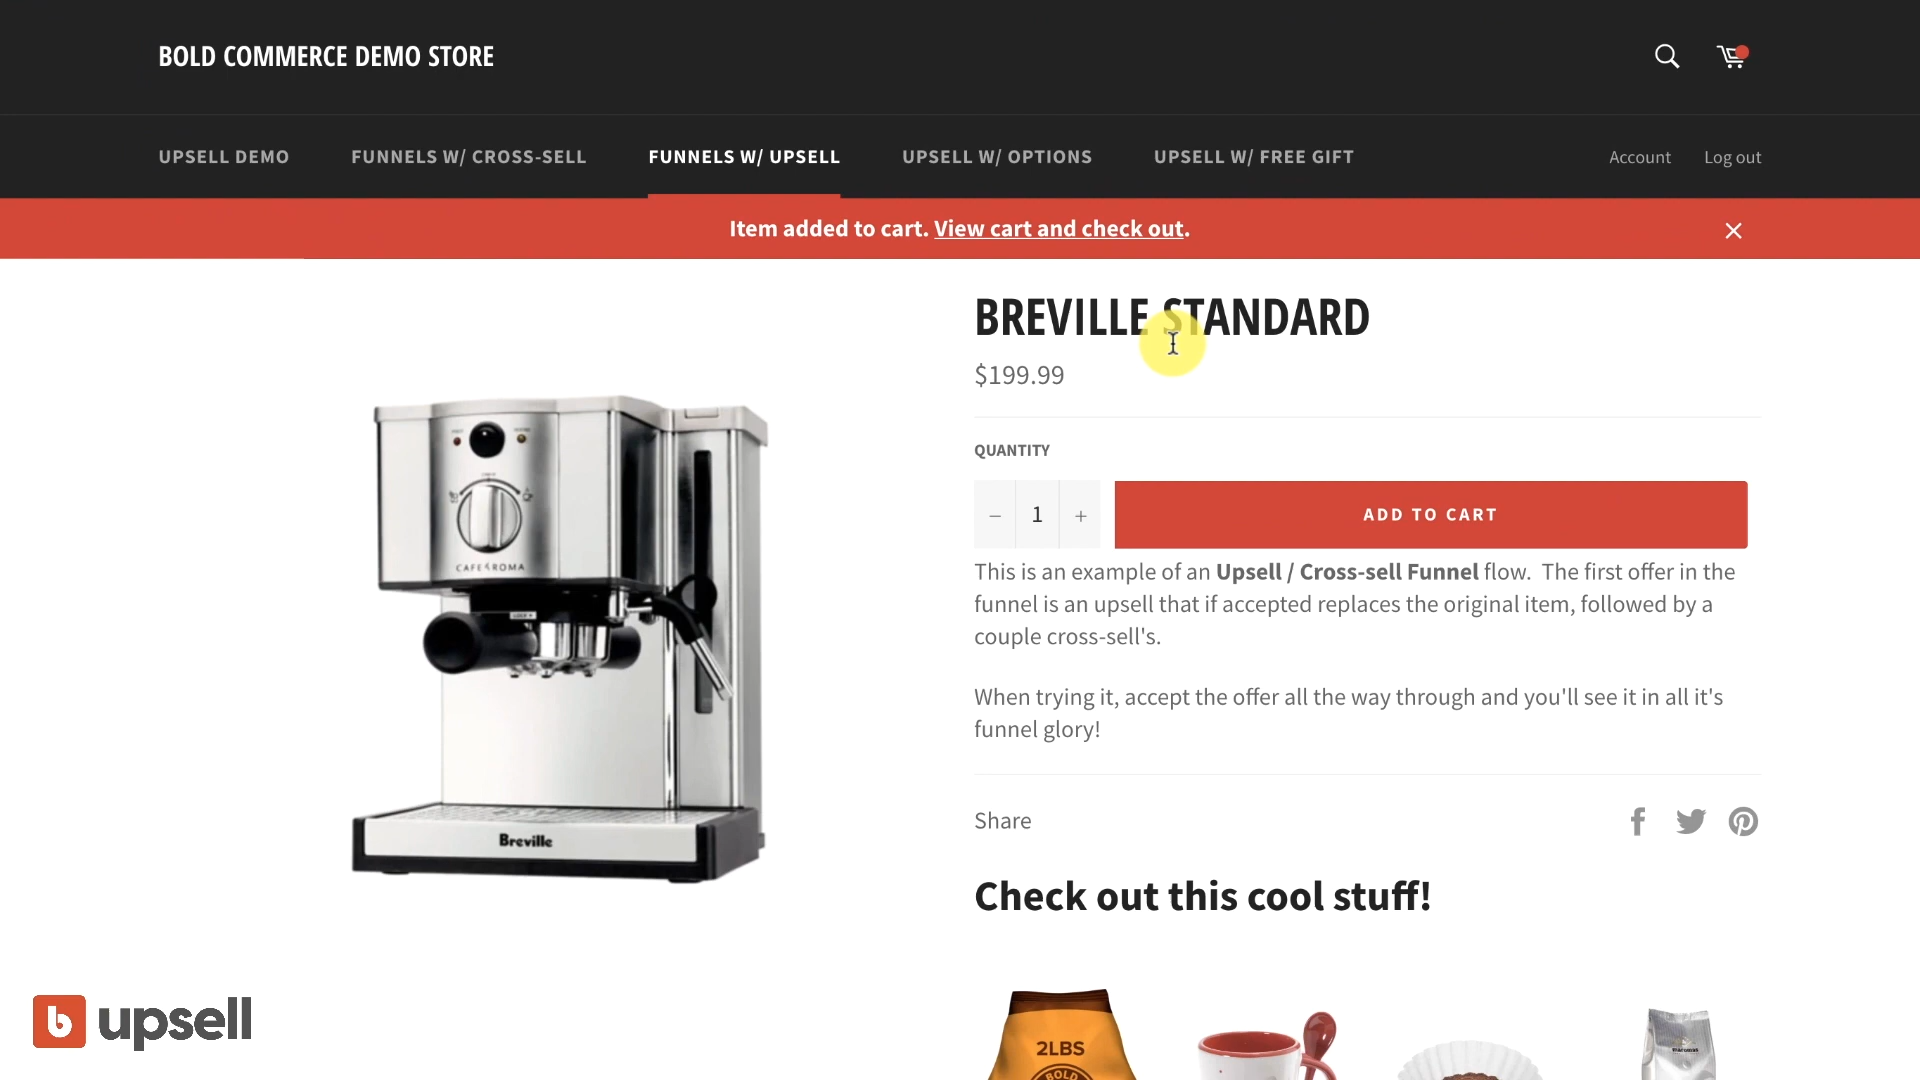 BOLD COMMERCE DEMO STORE
UPSELL DEMO
FUNNELS W/ CROSS-SELL
FUNNELS W/ UPSELL
UPSELL W/ OPTIONS
UPSELL W/ FREE GIFT
Account
Log out
Item added to cart. View cart and check out.
BREVILLE STANDARD
$199.99
QUANTITY
− 1 +
ADD TO CART
This is an example of an Upsell / Cross-sell Funnel flow. The first offer in the
funnel is an upsell that if accepted replaces the original item, followed by a
couple cross-sell's.
When trying it, accept the offer all the way through and you'll see it in all it's
funnel glory!
Share
Check out this cool stuff!
CAFE ROMA
Breville
2LBS
BOLD
b upsell